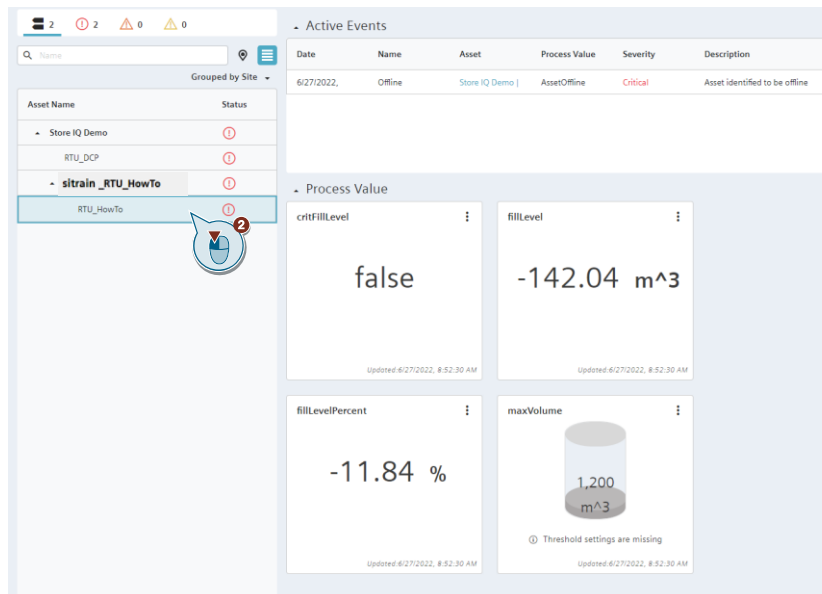 2 2 0 0
Name
Grouped by Site
Asset Name Status
Store IQ Demo
RTU_DCP
sitrain _RTU_HowTo
RTU_HowTo
2
Active Events
Date Name Asset Process Value Severity Description
6/27/2022, Offline Store IQ Demo | AssetOffline Critical Asset identified to be offline
Process Value
critFillLevel
false
Updated:6/27/2022, 8:52:30 AM
fillLevel
-142.04 m^3
Updated:6/27/2022, 8:52:30 AM
fillLevelPercent
-11.84 %
Updated:6/27/2022, 8:52:30 AM
maxVolume
1,200
m^3
Threshold settings are missing
Updated:6/27/2022, 8:52:30 AM